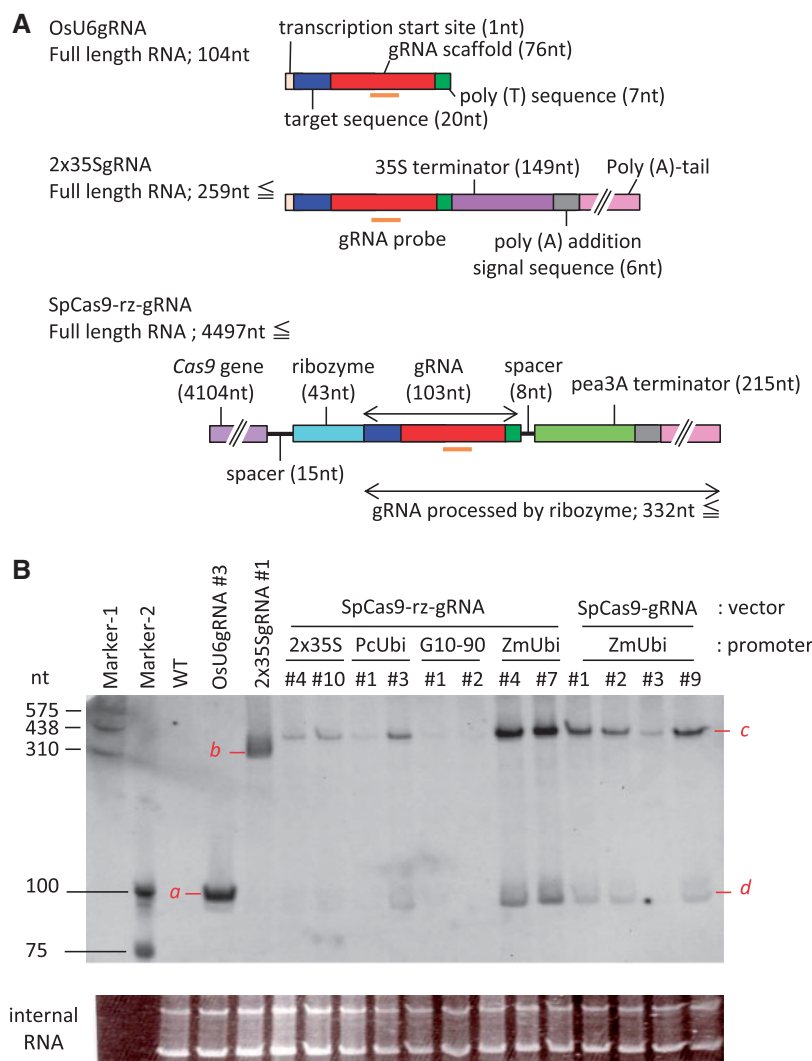 A
OsU6gRNA
Full length RNA; 104nt
transcription start site (1nt)
gRNA scaffold (76nt)
poly (T) sequence (7nt)
target sequence (20nt)
2x35SgRNA
Full length RNA; 259nt ≦
35S terminator (149nt)
Poly (A)-tail
gRNA probe
poly (A) addition
signal sequence (6nt)
SpCas9-rz-gRNA
Full length RNA ; 4497nt ≦
Cas9 gene
(4104nt)
ribozyme
(43nt)
gRNA
(103nt)
spacer
(8nt)
pea3A terminator (215nt)
spacer (15nt)
gRNA processed by ribozyme; 332nt ≦
B
Marker-1
Marker-2
WT
OsU6gRNA #3
2x35SgRNA #1
SpCas9-rz-gRNA
SpCas9-gRNA
: vector
2x35S
PcUbi
G10-90
ZmUbi
ZmUbi
: promoter
nt
#4 #10 #1 #3 #1 #2 #4 #7 #1 #2 #3 #9
575
438
310
b
c
100
a
d
75
internal
RNA